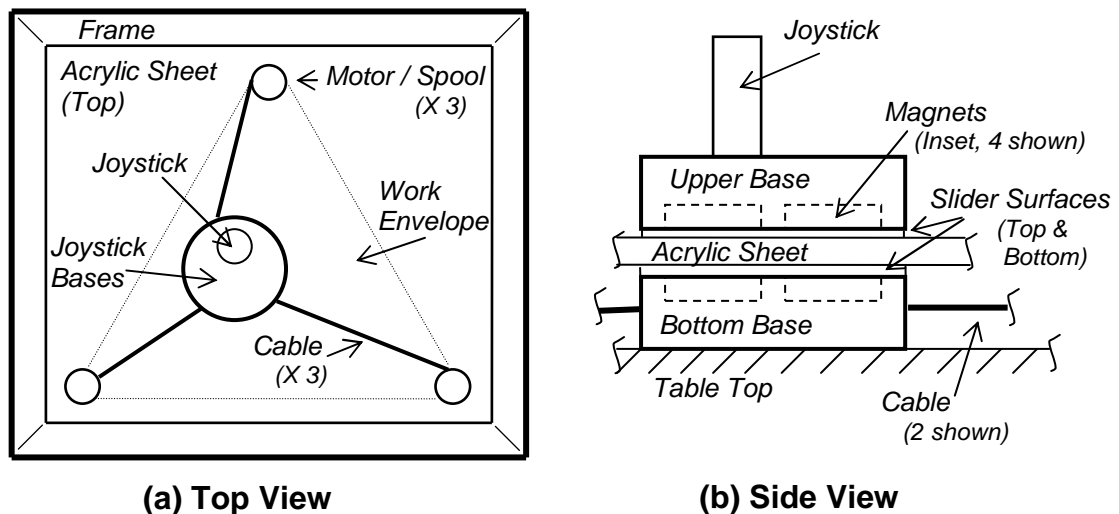 Frame
Acrylic Sheet
(Top)
Motor / Spool
(X 3)
Joystick
Work
Envelope
Joystick
Bases
Cable
(X 3)
(a) Top View
Joystick
Magnets
(Inset, 4 shown)
Upper Base
Slider Surfaces
(Top &
Bottom)
Acrylic Sheet
Bottom Base
Table Top
Cable
(2 shown)
(b) Side View